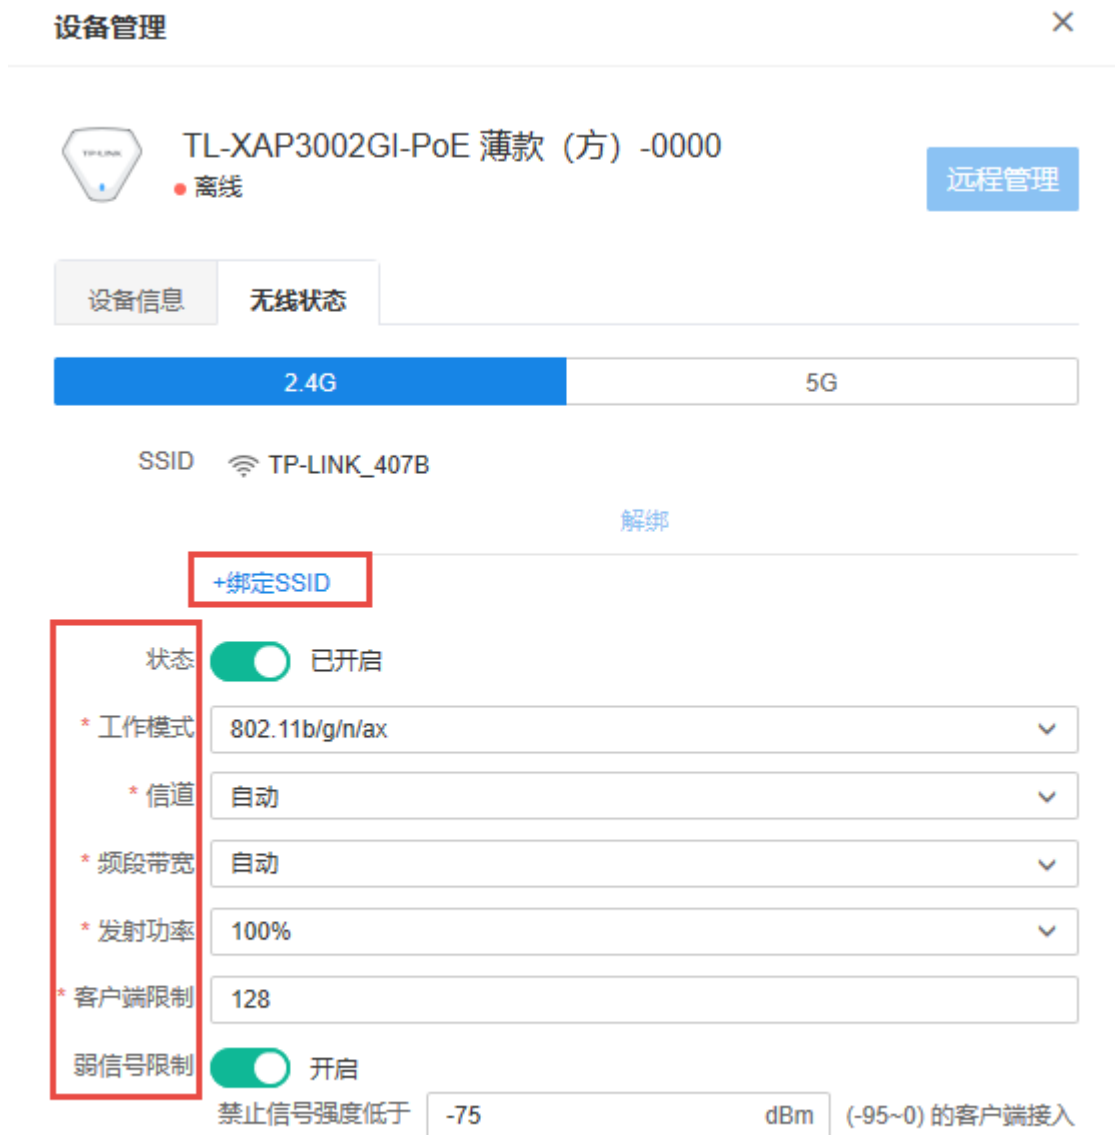 设备管理
TP-LINK
TL-XAP3002GI-PoE 薄款（方）-0000
离线
远程管理
设备信息 无线状态
2.4G 5G
SSID TP-LINK_407B
解绑
+绑定SSID
状态 已开启
* 工作模式 802.11b/g/n/ax
* 信道 自动
* 频段带宽 自动
* 发射功率 100%
* 客户端限制 128
弱信号限制 开启
禁止信号强度低于 -75 dBm (-95~0) 的客户端接入